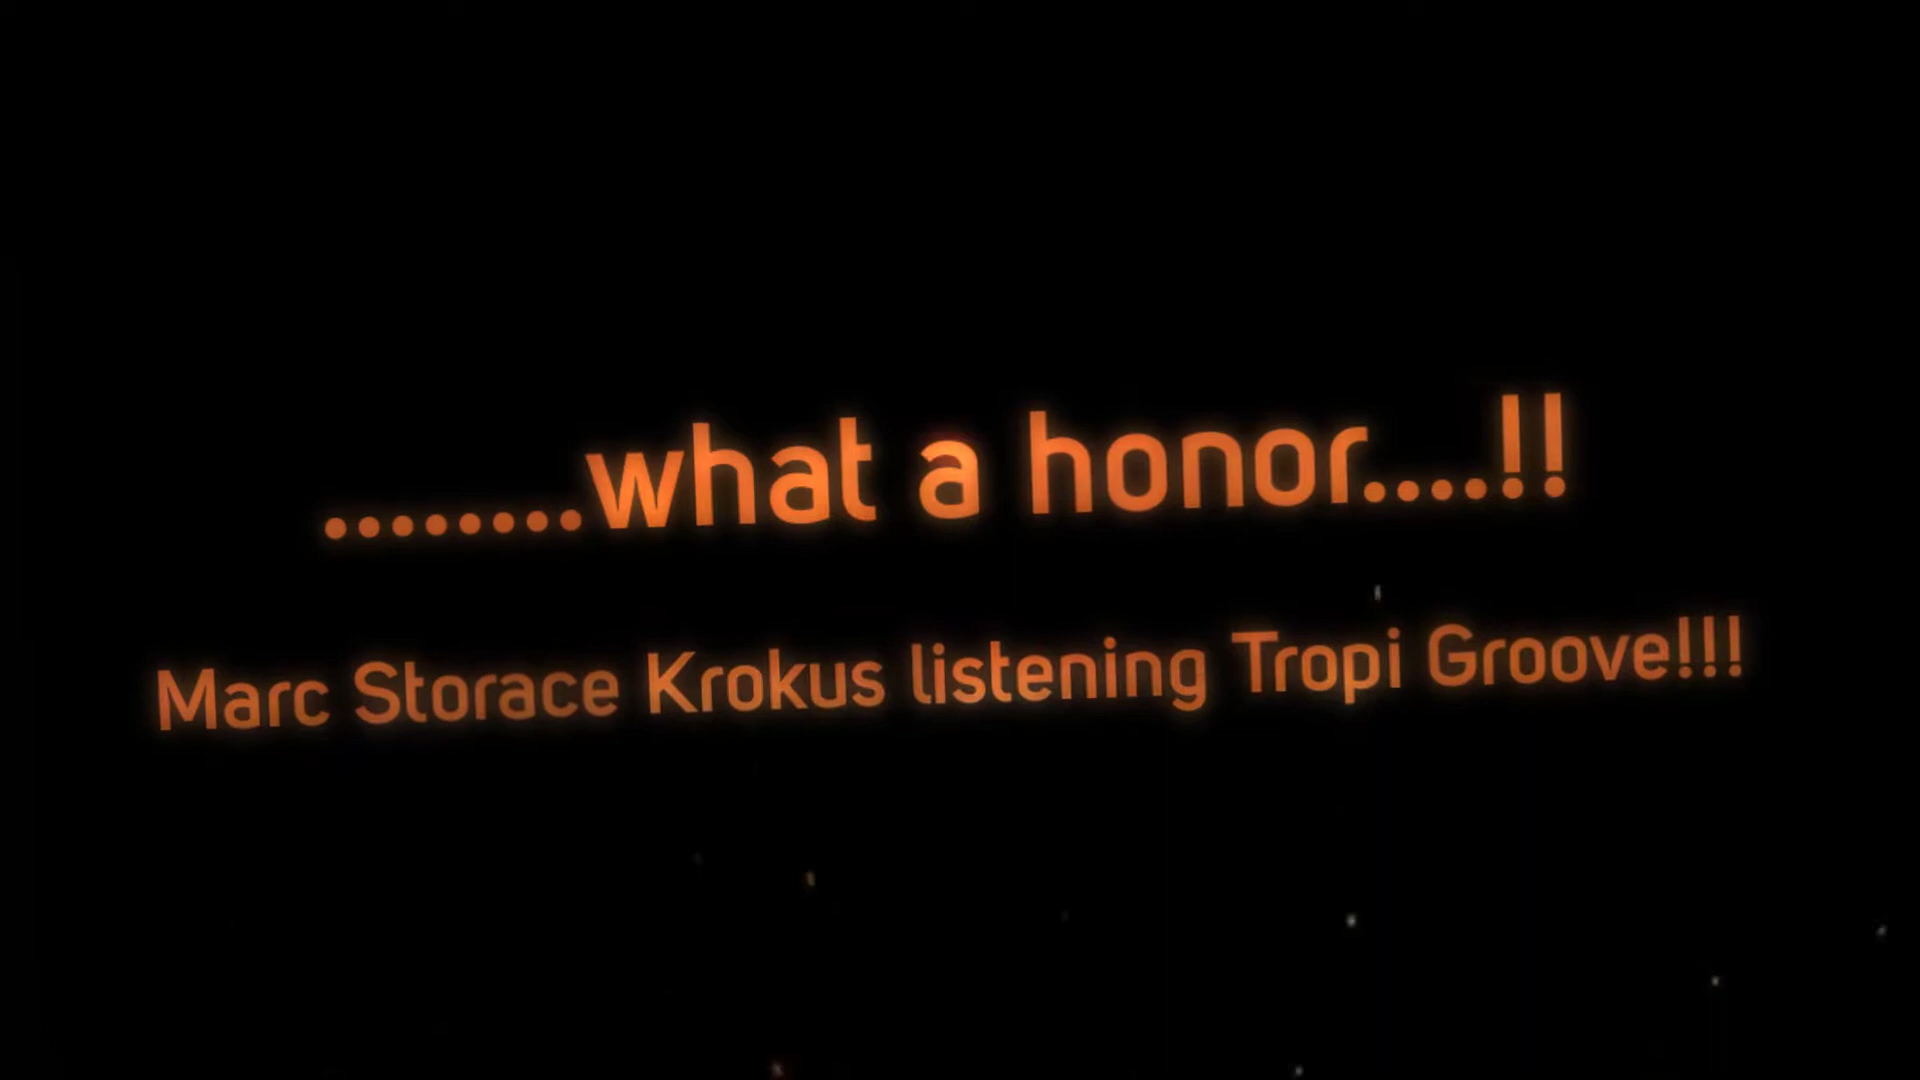 ........what a honor....!!
Marc Storace Krokus listening Tropi Groove!!!